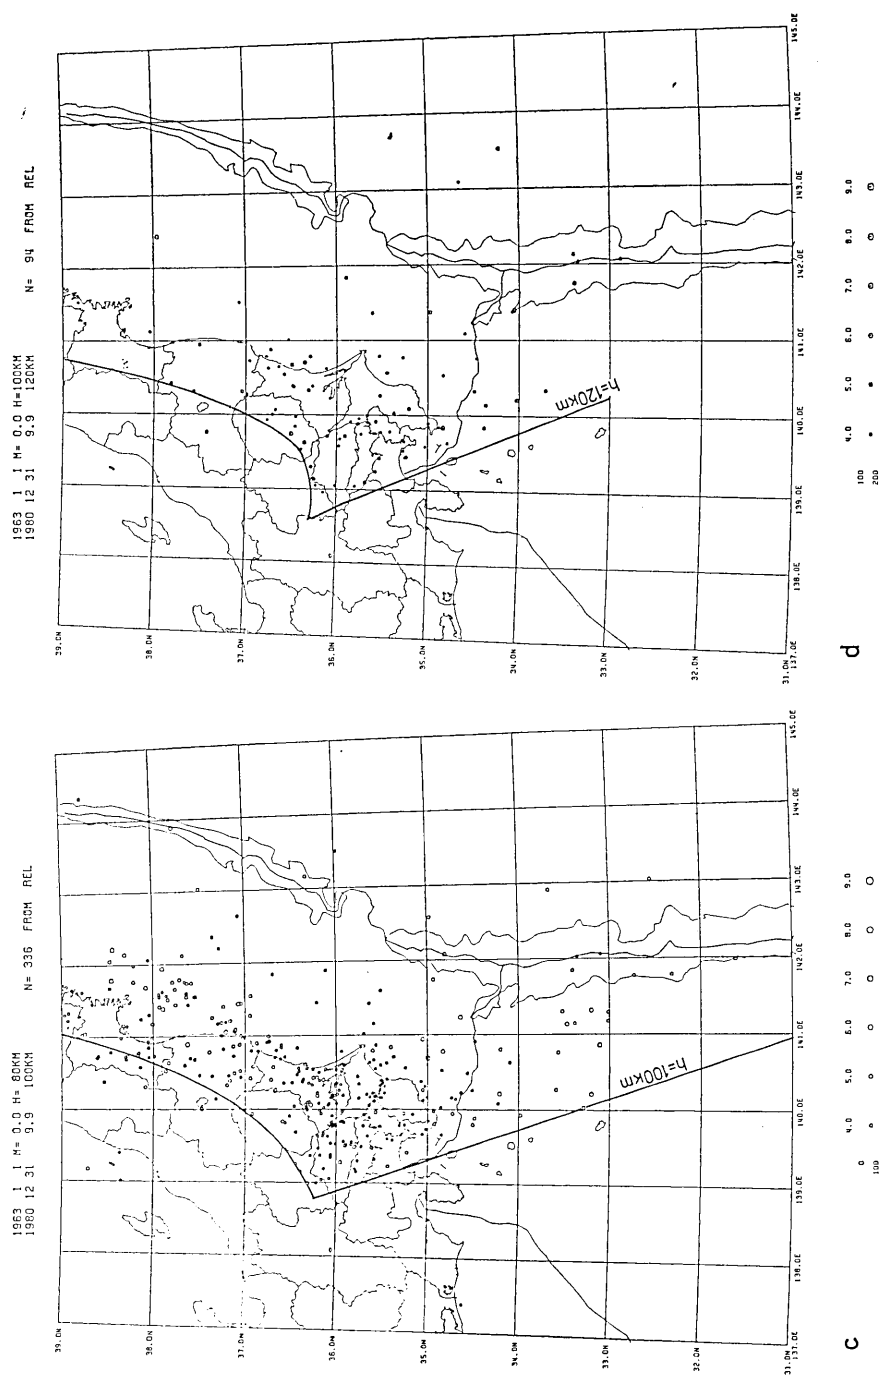 1963 1 1 M= 0.0 H= 80KM
1980 12 31 9.9 100KM N= 336 FROM REL
39.0N
38.0N
37.0N
36.0N
35.0N
34.0N
33.0N
32.0N
31.0N
137.0E
138.0E
139.0E
140.0E
141.0E
142.0E
143.0E
144.0E
145.0E
h=100km
4.0 5.0 6.0 7.0 8.0 9.0
0
100
c
1963 1 1 M= 0.0 H=100KM
1980 12 31 9.9 120KM N= 94 FROM REL
39.0N
38.0N
37.0N
36.0N
35.0N
34.0N
33.0N
32.0N
31.0N
137.0E
138.0E
139.0E
140.0E
141.0E
142.0E
143.0E
144.0E
145.0E
h=120km
4.0 5.0 6.0 7.0 8.0 9.0
100
200
d